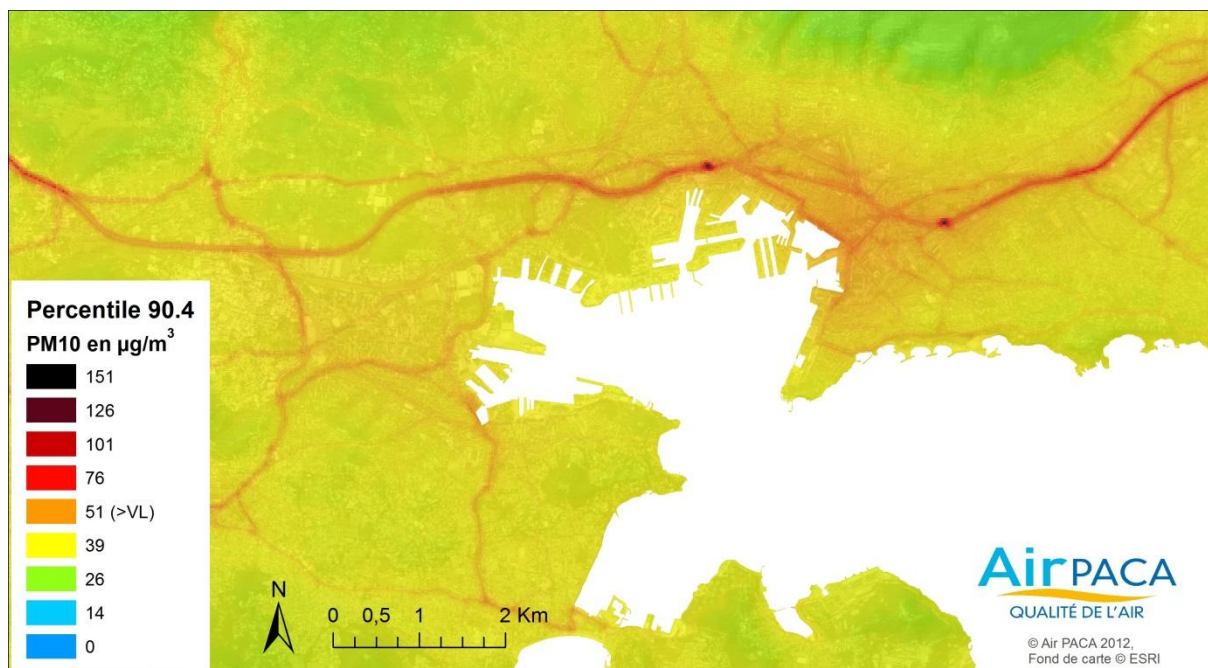 Percentile 90.4
PM10 en µg/m³
151
126
101
76
51 (>VL)
39
26
14
0
N
0 0,5 1 2 Km
AirPACA
QUALITÉ DE L'AIR
© Air PACA 2012,
Fond de carte © ESRI